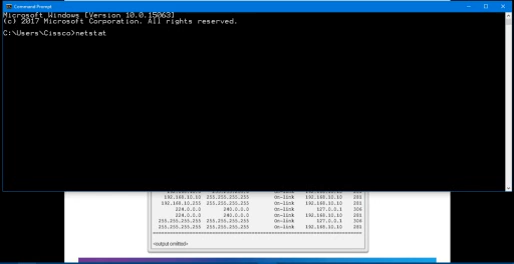 Command Prompt
Microsoft Windows [Version 10.0.15063]
(c) 2017 Microsoft Corporation. All rights reserved.
C:\Users\Cissco>netstat
192.168.10.10 255.255.255.255 On-link 192.168.10.10 281
192.168.10.255 255.255.255.255 On-link 192.168.10.10 281
224.0.0.0 240.0.0.0 On-link 127.0.0.1 306
224.0.0.0 240.0.0.0 On-link 192.168.10.10 281
255.255.255.255 255.255.255.255 On-link 127.0.0.1 306
255.255.255.255 255.255.255.255 On-link 192.168.10.10 281
<output omitted>